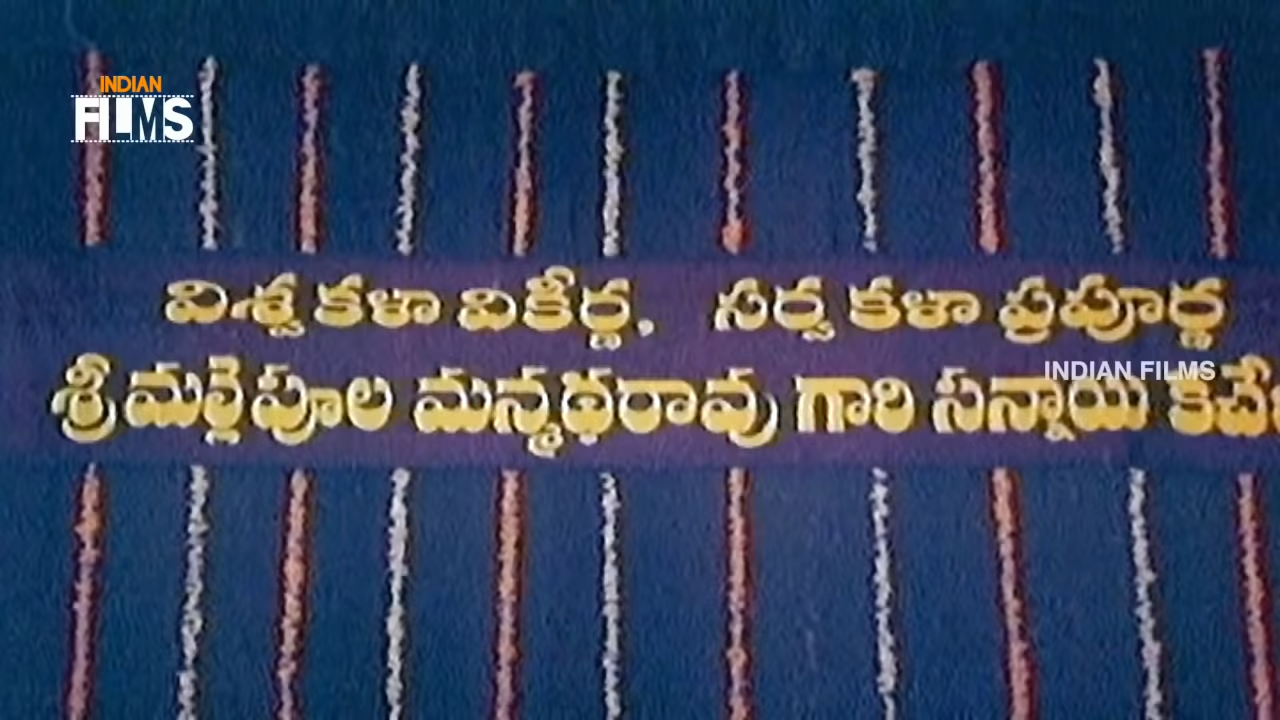 INDIAN
FILMS
విశ్వ కళా వికీర్ణ, సర్వ కళా ప్రపూర్ణ
శ్రీ మల్లెపూల మన్మథరావు గారి సన్నాయి
INDIAN FILMS